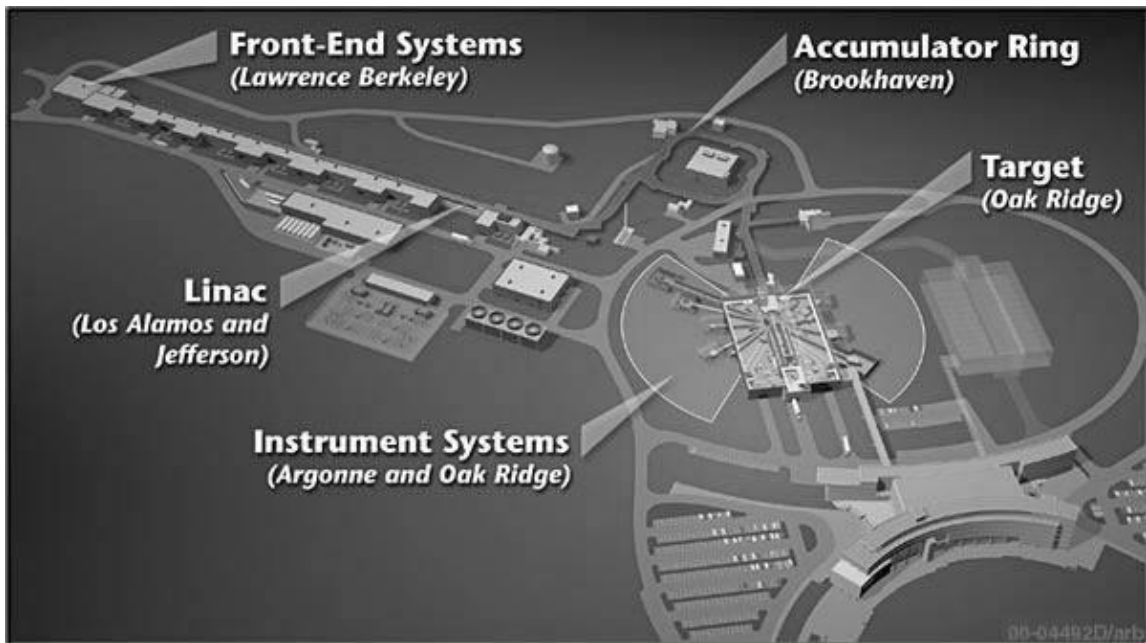 Front-End Systems
(Lawrence Berkeley)
Accumulator Ring
(Brookhaven)
Target
(Oak Ridge)
Linac
(Los Alamos and
Jefferson)
Instrument Systems
(Argonne and Oak Ridge)